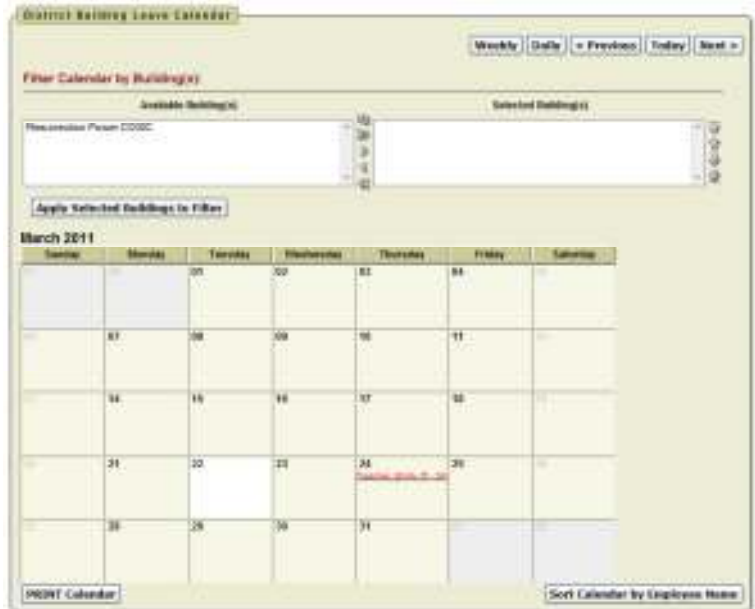 District Building Leave Calendar
Weekly Daily < Previous Today Next >
Filter Calendar by Building(s)
Available Building(s) Selected Building(s)
Apply Selected Buildings to Filter
March 2011
Sunday Monday Tuesday Wednesday Thursday Friday Saturday
01 02 03 04
07 08 09 10 11
14 15 16 17 18
21 22 23 24 25
28 29 30 31
PRINT Calendar Sort Calendar by Employee Name